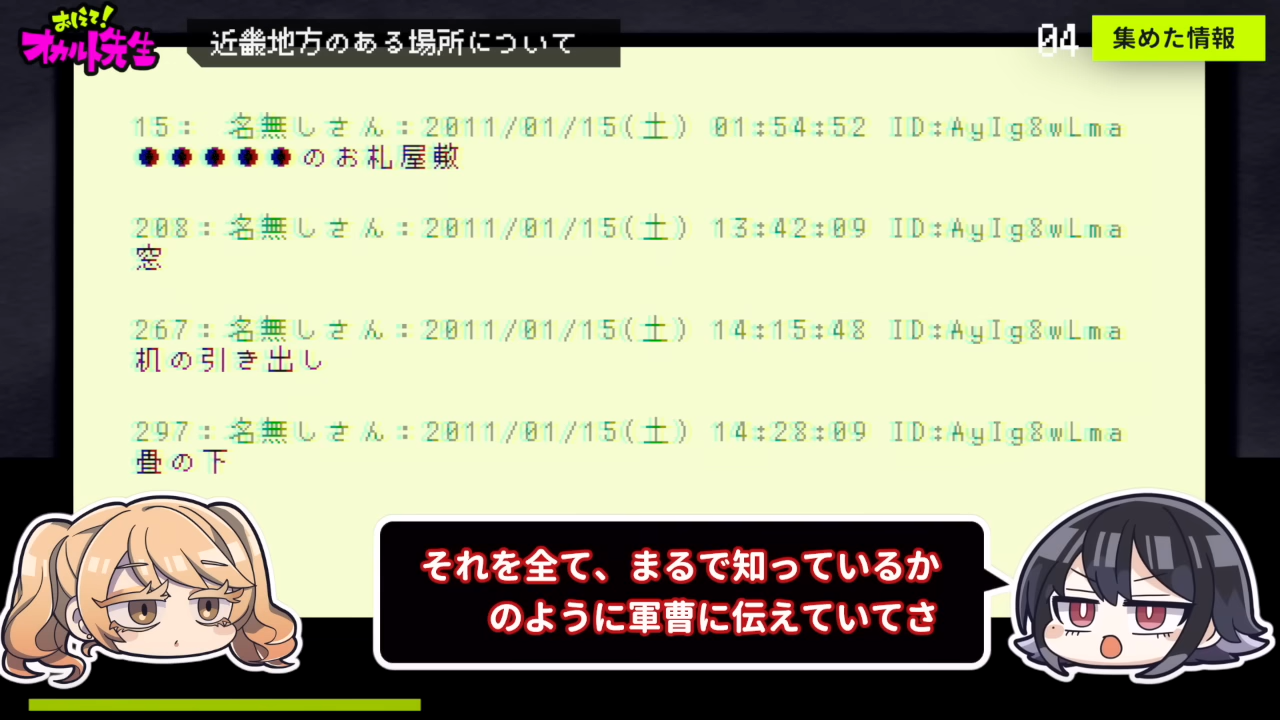 おしえて!
オカルト先生
近畿地方のある場所について
04
集めた情報
15: 名無しさん:2011/01/15(土) 01:54:52 ID:AyIg8wLma
●●●●●のお札屋敷
208:名無しさん:2011/01/15(土) 13:42:09 ID:AyIg8wLma
窓
267:名無しさん:2011/01/15(土) 14:15:48 ID:AyIg8wLma
机の引き出し
297:名無しさん:2011/01/15(土) 14:28:09 ID:AyIg8wLma
畳の下
それを全て、まるで知っているか
のように軍曹に伝えていてさ